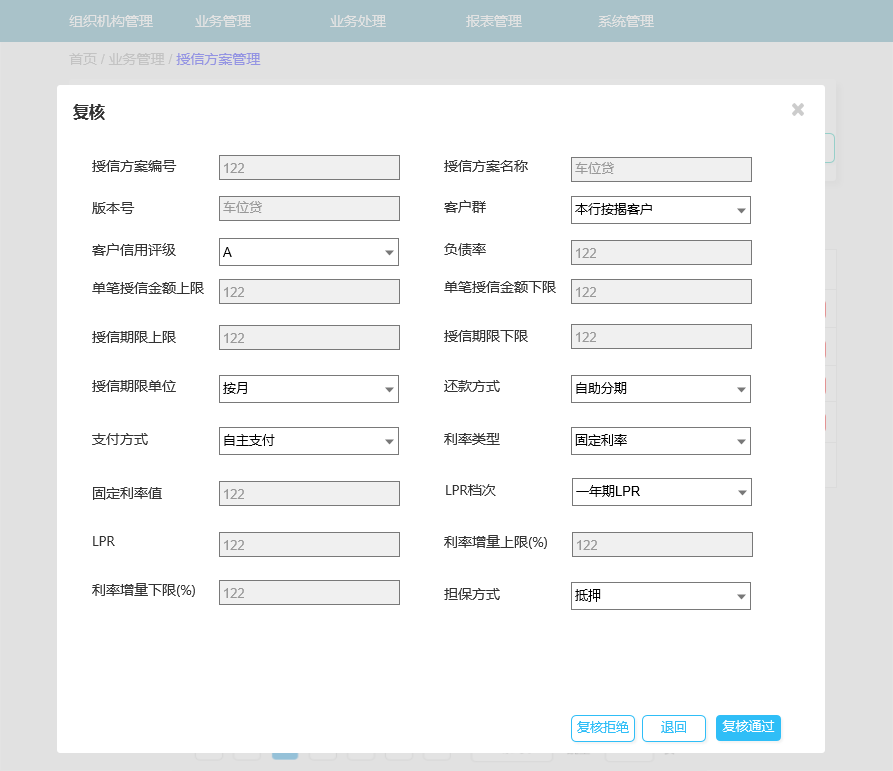 组织机构管理 业务管理 业务处理 报表管理 系统管理
首页 / 业务管理 / 授信方案管理
复核 ×
授信方案编号 122 授信方案名称 车位贷
版本号 车位贷 客户群 本行按揭客户
客户信用评级 A 负债率 122
单笔授信金额上限 122 单笔授信金额下限 122
授信期限上限 122 授信期限下限 122
授信期限单位 按月 还款方式 自助分期
支付方式 自主支付 利率类型 固定利率
固定利率值 122 LPR档次 一年期LPR
LPR 122 利率增量上限(%) 122
利率增量下限(%) 122 担保方式 抵押
复核拒绝 退回 复核通过